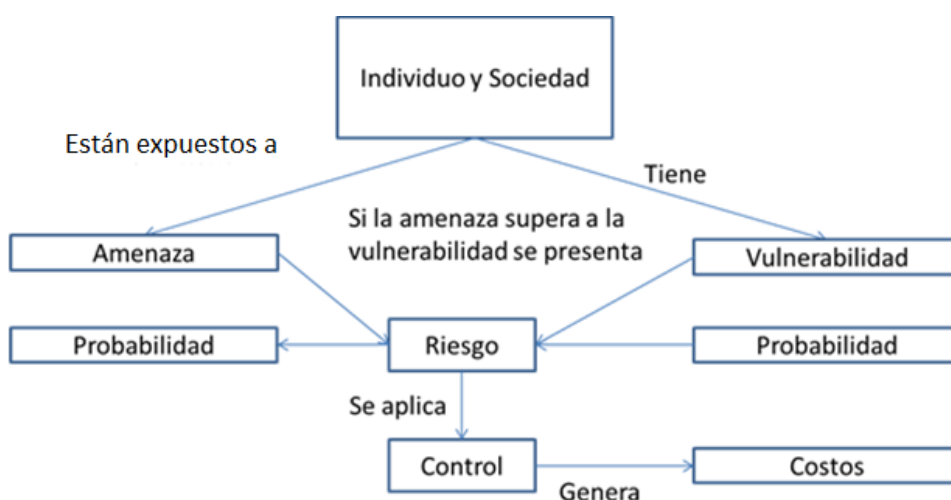 Individuo y Sociedad
Están expuestos a
Tiene
Si la amenaza supera a la
vulnerabilidad se presenta
Amenaza
Vulnerabilidad
Probabilidad
Riesgo
Probabilidad
Se aplica
Control
Costos
Genera